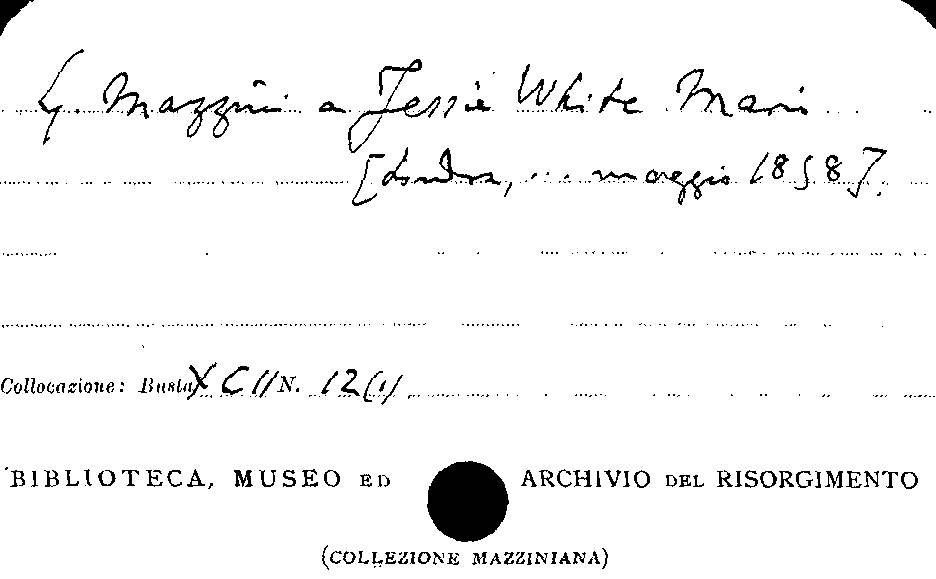 G. Mazzini a Jessie White Mario
[Londra, ... maggio 1858].
Collocazione: Busta XCII N. 12(1)
BIBLIOTECA, MUSEO ED ARCHIVIO DEL RISORGIMENTO
(COLLEZIONE MAZZINIANA)